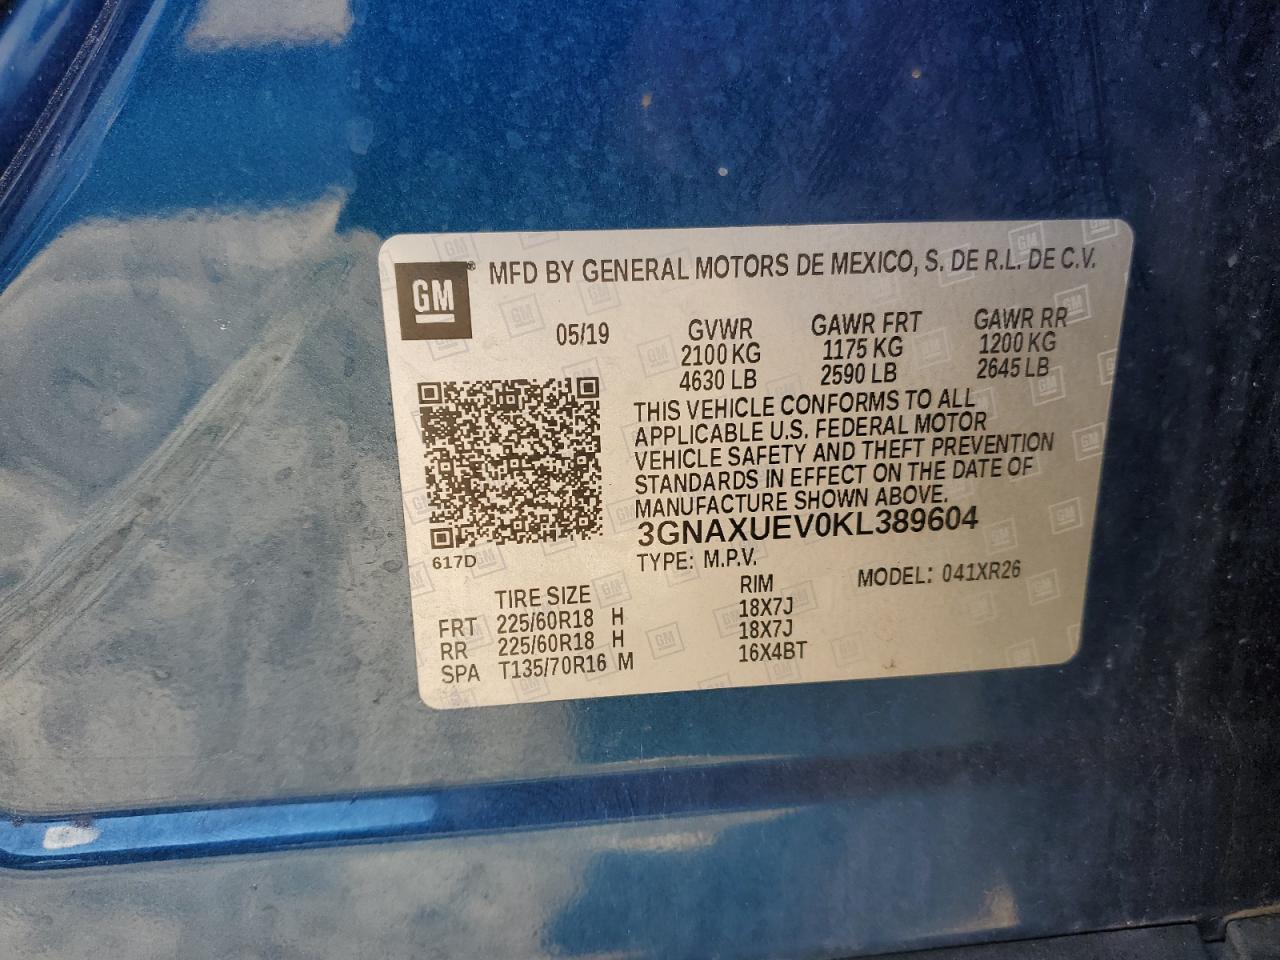 GM® MFD BY GENERAL MOTORS DE MEXICO, S. DE R.L. DE C.V.
05/19 GVWR GAWR FRT GAWR RR
2100 KG 1175 KG 1200 KG
4630 LB 2590 LB 2645 LB
THIS VEHICLE CONFORMS TO ALL
APPLICABLE U.S. FEDERAL MOTOR
VEHICLE SAFETY AND THEFT PREVENTION
STANDARDS IN EFFECT ON THE DATE OF
MANUFACTURE SHOWN ABOVE.
3GNAXUEV0KL389604
617D TYPE: M.P.V. MODEL: 041XR26
TIRE SIZE RIM
FRT 225/60R18 H 18X7J
RR 225/60R18 H 18X7J
SPA T135/70R16 M 16X4BT